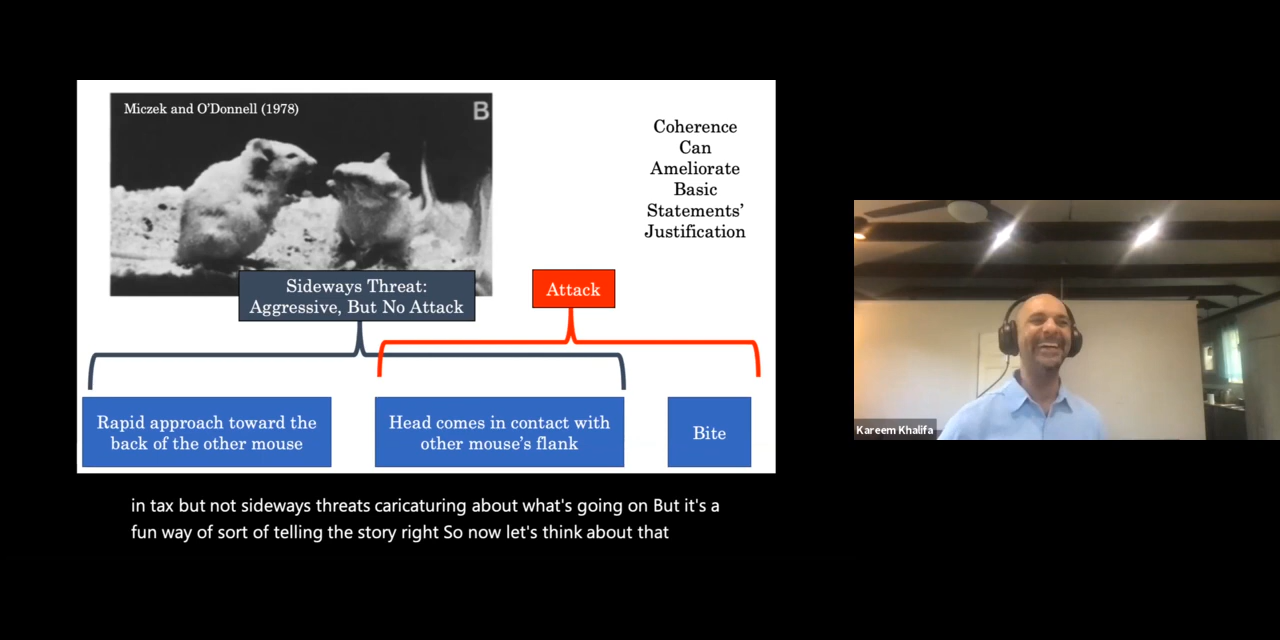 Miczek and O'Donnell (1978)
B
Coherence
Can
Ameliorate
Basic
Statements'
Justification
Sideways Threat:
Aggressive, But No Attack
Attack
Rapid approach toward the
back of the other mouse
Head comes in contact with
other mouse's flank
Bite
Kareem Khalifa
in tax but not sideways threats caricaturing about what's going on But it's a
fun way of sort of telling the story right So now let's think about that